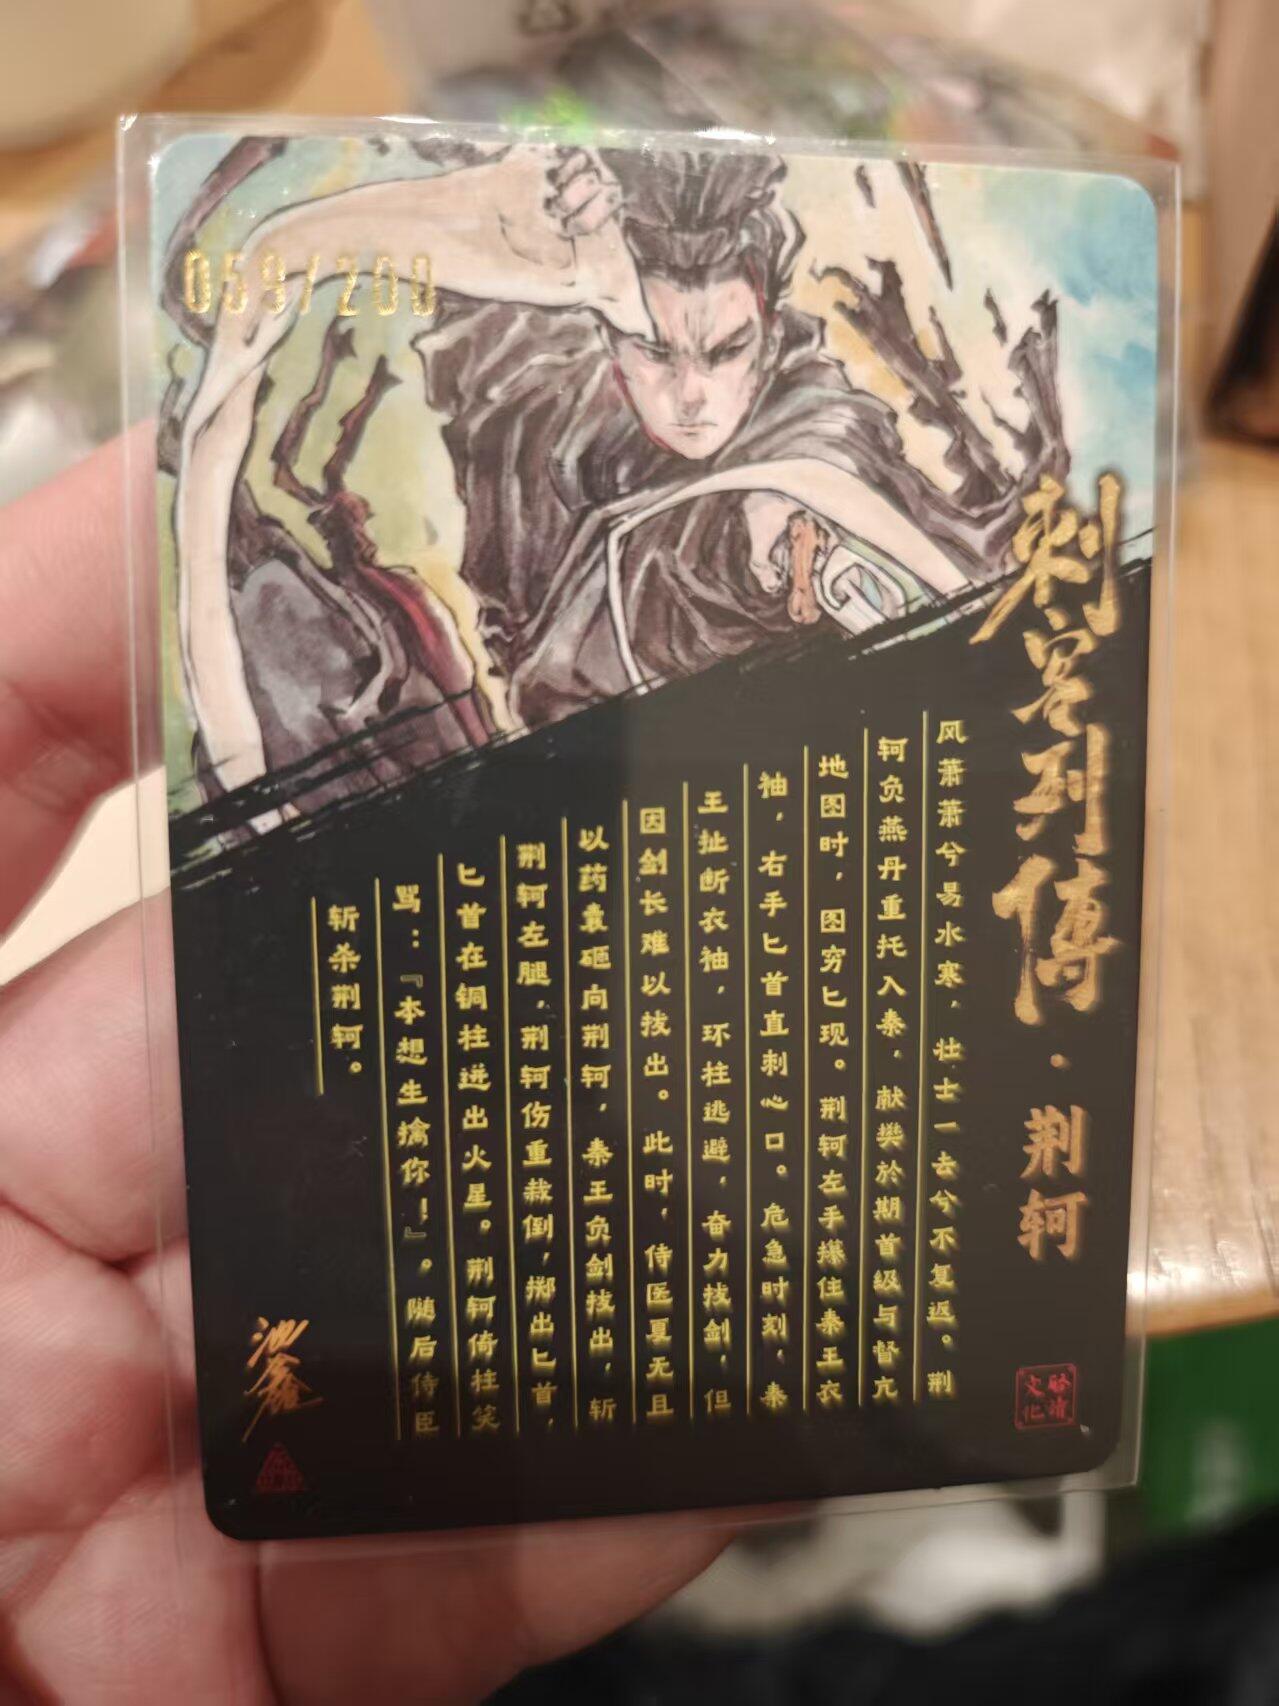 059/200
刺客列傳·荆轲
风萧萧兮易水寒，壮士一去兮不复返。荆
轲负燕丹重托入秦，献樊於期首级与督亢
地图时，图穷匕现。荆轲左手攥住秦王衣
袖，右手匕首直刺心口。危急时刻，秦
王扯断衣袖，环柱逃避，奋力拔剑，但
因剑长难以拔出。此时，侍医夏无且
以药囊砸向荆轲，秦王负剑拔出，斩
荆轲左腿，荆轲伤重栽倒，掷出匕首，
匕首在铜柱迸出火星。荆轲倚柱笑
骂：『本想生擒你！』。随后侍臣
斩杀荆轲。
文化